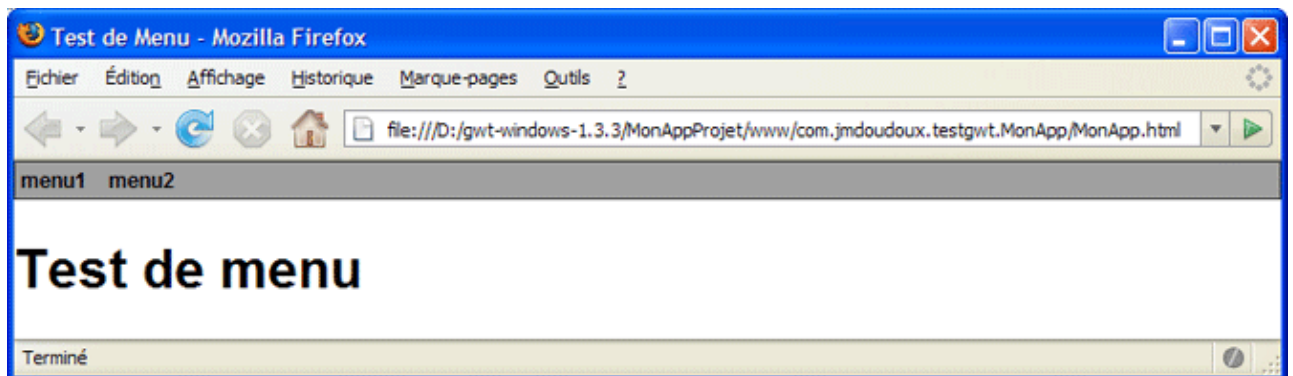 Test de Menu - Mozilla Firefox
Fichier Édition Affichage Historique Marque-pages Outils ?
file:///D:/gwt-windows-1.3.3/MonAppProjet/www/com.jmdoudoux.testgwt.MonApp/MonApp.html
menu1 menu2
Test de menu
Terminé